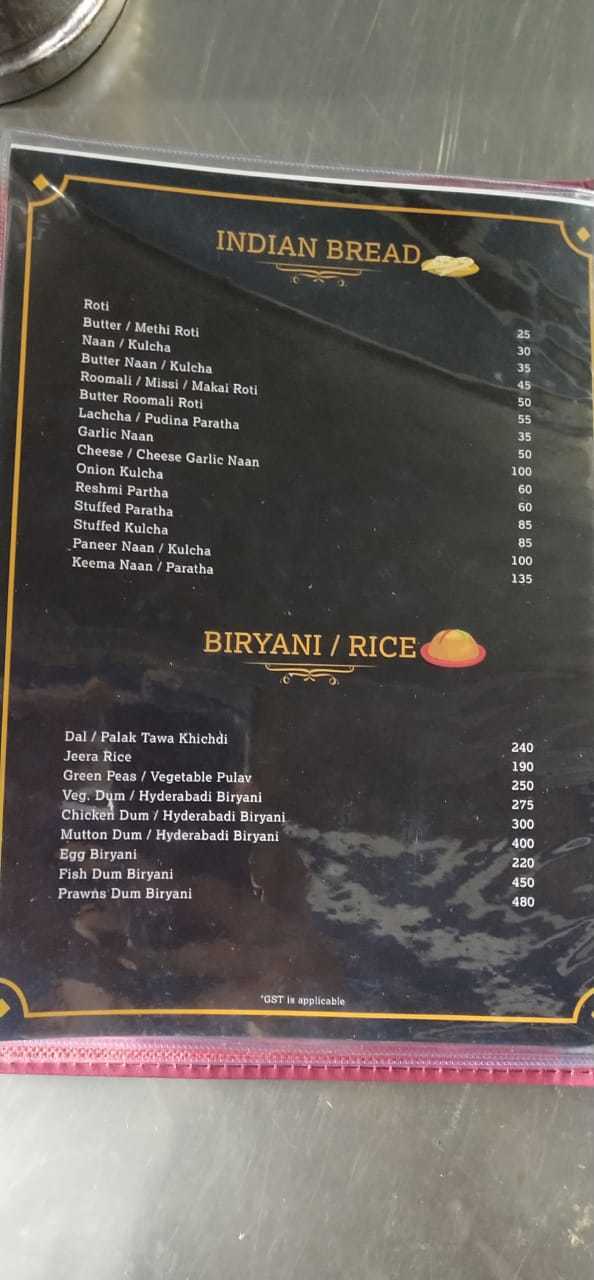 INDIAN BREAD
Roti 25
Butter / Methi Roti 30
Naan / Kulcha 35
Butter Naan / Kulcha 45
Roomali / Missi / Makai Roti 50
Butter Roomali Roti 55
Lachcha / Pudina Paratha 35
Garlic Naan 50
Cheese / Cheese Garlic Naan 100
Onion Kulcha 60
Reshmi Partha 60
Stuffed Paratha 85
Stuffed Kulcha 85
Paneer Naan / Kulcha 100
Keema Naan / Paratha 135
BIRYANI / RICE
Dal / Palak Tawa Khichdi 240
Jeera Rice 190
Green Peas / Vegetable Pulav 250
Veg. Dum / Hyderabadi Biryani 275
Chicken Dum / Hyderabadi Biryani 300
Mutton Dum / Hyderabadi Biryani 400
Egg Biryani 220
Fish Dum Biryani 450
Prawns Dum Biryani 480
*GST is applicable